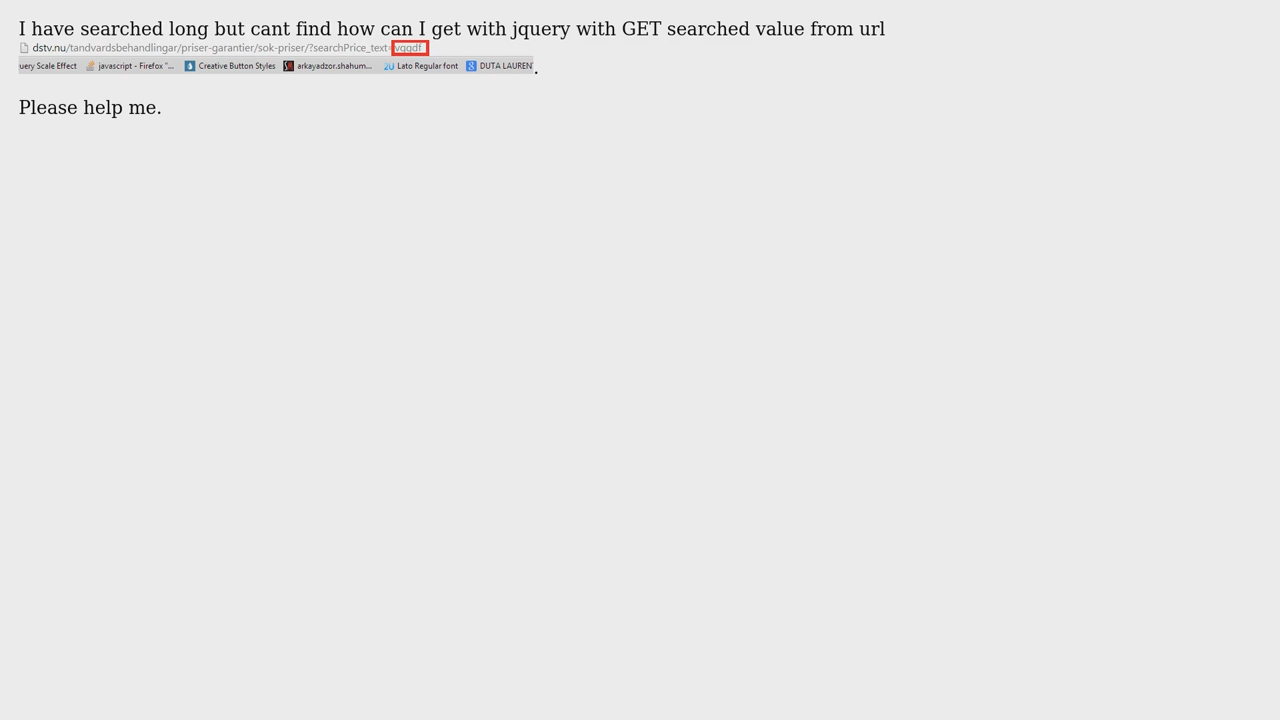 I have searched long but cant find how can I get with jquery with GET searched value from url
dstv.nu/tandvardsbehandlingar/priser-garantier/sok-priser/?searchPrice_text=
uery Scale Effect javascript - Firefox "... Creative Button Styles arkayadzor.shahum... Lato Regular font DUTA LAUREN
.
Please help me.